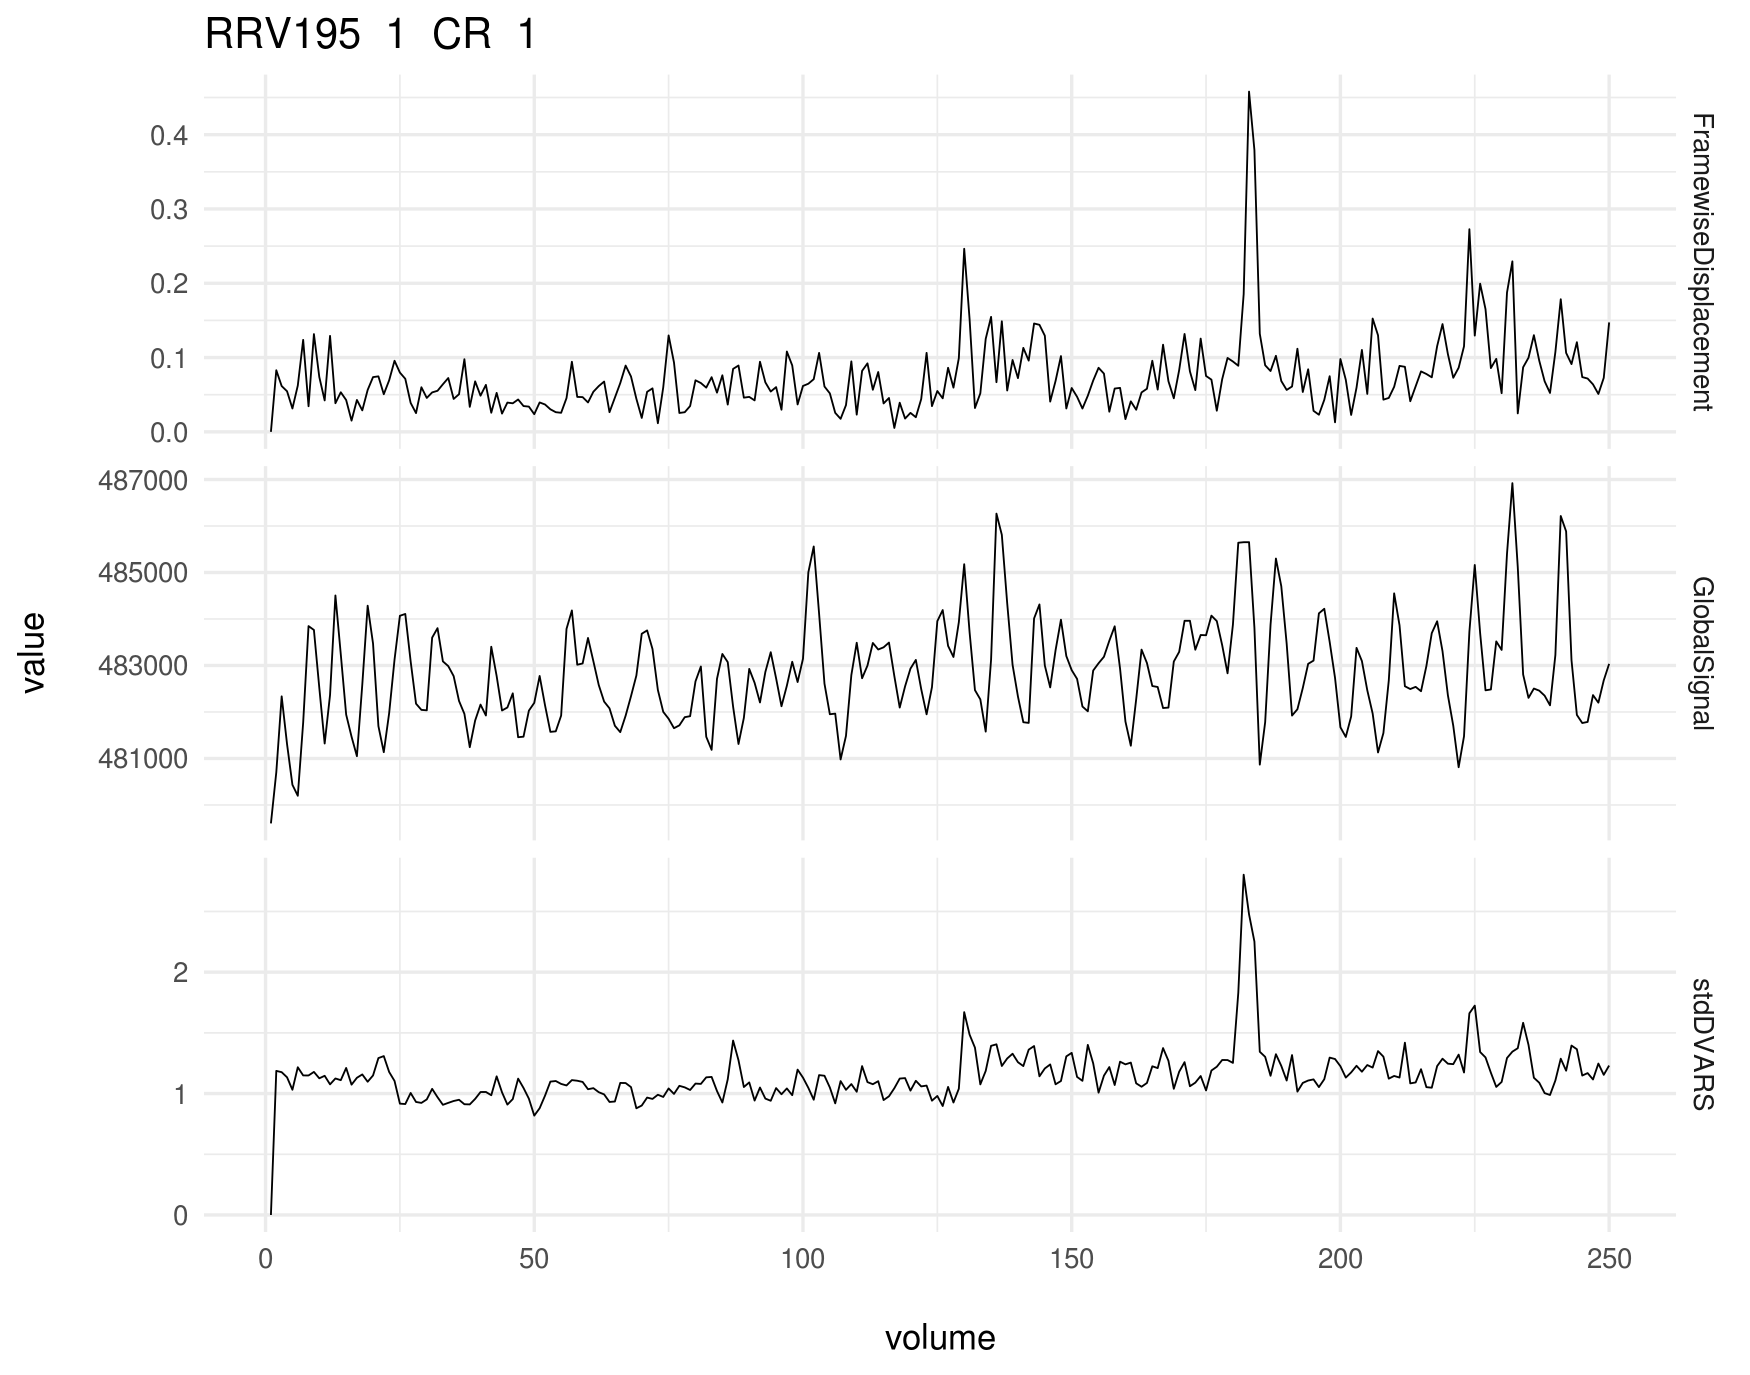 RRV195 1 CR 1
FramewiseDisplacement
0.4
0.3
0.2
0.1
0.0
GlobalSignal
487000
485000
483000
481000
value
stdDVARS
2
1
0
0 50 100 150 200 250
volume